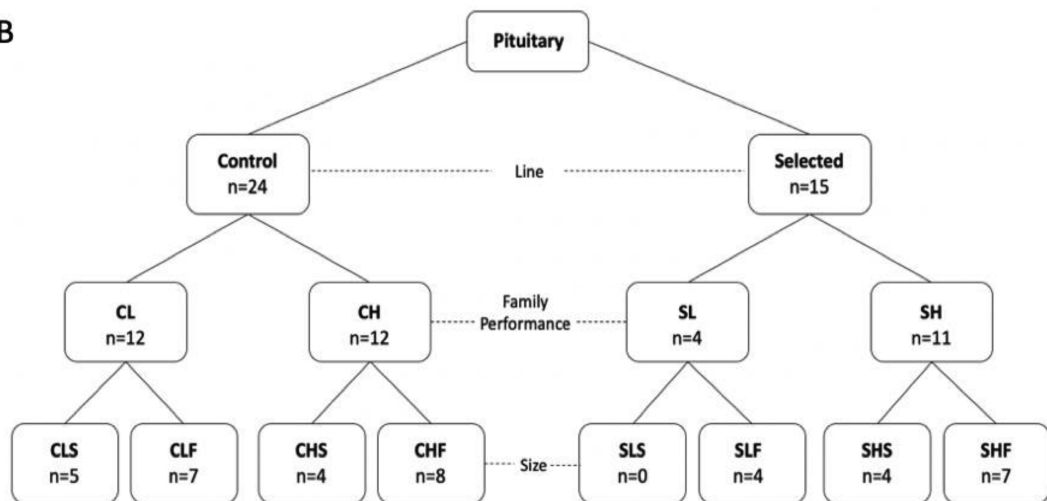 B
Pituitary
Control
n=24
Line
Selected
n=15
CL
n=12
CH
n=12
Family
Performance
SL
n=4
SH
n=11
CLS
n=5
CLF
n=7
CHS
n=4
CHF
n=8
Size
SLS
n=0
SLF
n=4
SHS
n=4
SHF
n=7